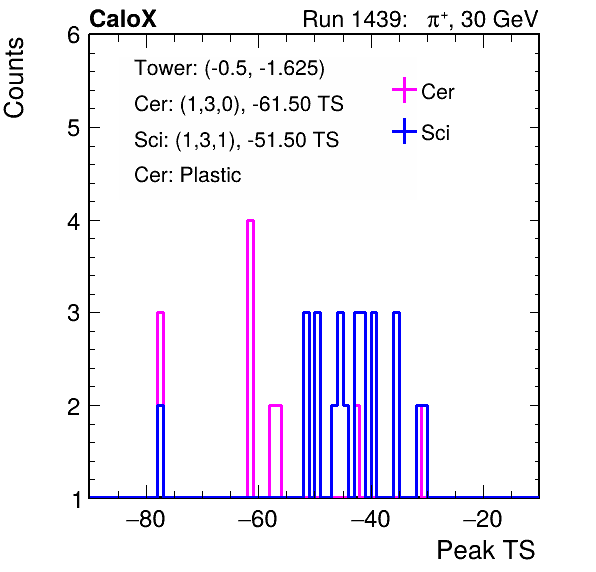 CaloX Run 1439: π⁺, 30 GeV
Counts
Tower: (-0.5, -1.625)
Cer: (1,3,0), -61.50 TS
Sci: (1,3,1), -51.50 TS
Cer: Plastic
Cer
Sci
6
5
4
3
2
1
−80 −60 −40 −20
Peak TS